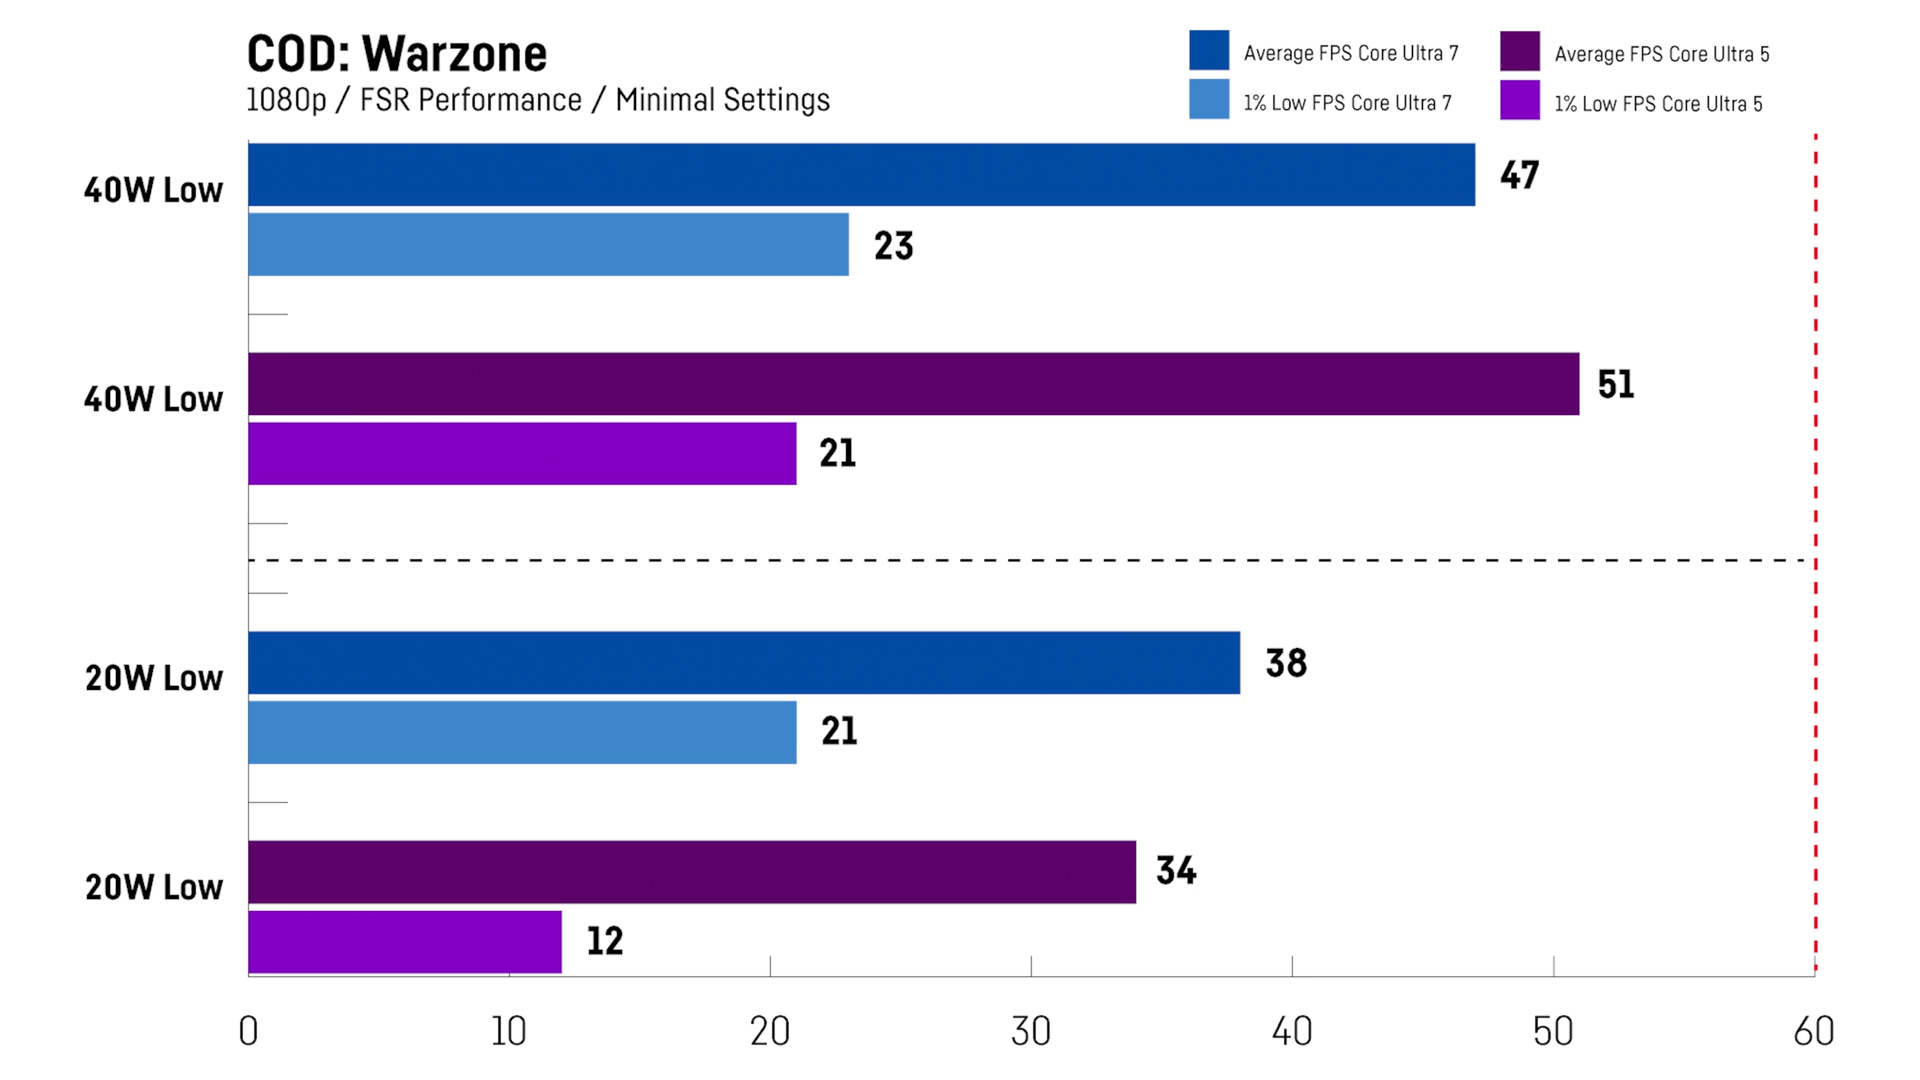 COD: Warzone
1080p / FSR Performance / Minimal Settings
Average FPS Core Ultra 7
Average FPS Core Ultra 5
1% Low FPS Core Ultra 7
1% Low FPS Core Ultra 5
40W Low
47
23
40W Low
51
21
20W Low
38
21
20W Low
34
12
0 10 20 30 40 50 60